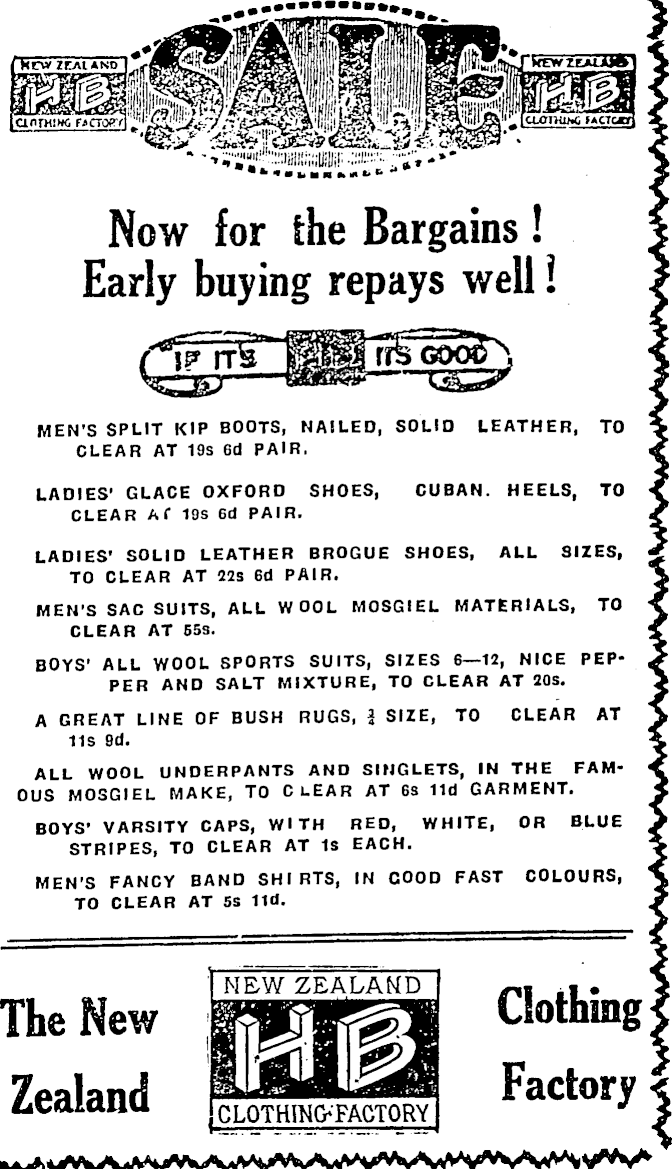 SALE
NEW ZEALAND
HB
CLOTHING FACTORY
NEW ZEALAND
HB
CLOTHING FACTORY
Now for the Bargains !
Early buying repays well !
IF IT'S HB IT'S GOOD
MEN'S SPLIT KIP BOOTS, NAILED, SOLID LEATHER, TO
CLEAR AT 19s 6d PAIR.
LADIES' GLACE OXFORD SHOES, CUBAN. HEELS, TO
CLEAR AT 19s 6d PAIR.
LADIES' SOLID LEATHER BROGUE SHOES, ALL SIZES,
TO CLEAR AT 22s 6d PAIR.
MEN'S SAC SUITS, ALL WOOL MOSGIEL MATERIALS, TO
CLEAR AT 55s.
BOYS' ALL WOOL SPORTS SUITS, SIZES 6—12, NICE PEP-
PER AND SALT MIXTURE, TO CLEAR AT 20s.
A GREAT LINE OF BUSH RUGS, ¾ SIZE, TO CLEAR AT
11s 9d.
ALL WOOL UNDERPANTS AND SINGLETS, IN THE FAM-
OUS MOSGIEL MAKE, TO CLEAR AT 6s 11d GARMENT.
BOYS' VARSITY CAPS, WITH RED, WHITE, OR BLUE
STRIPES, TO CLEAR AT 1s EACH.
MEN'S FANCY BAND SHIRTS, IN GOOD FAST COLOURS,
TO CLEAR AT 5s 11d.
The New
Zealand
NEW ZEALAND
HB
CLOTHING·FACTORY
Clothing
Factory